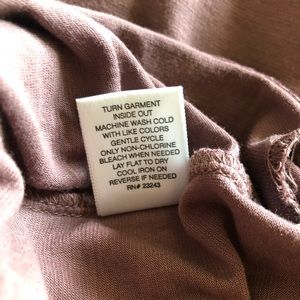 TURN GARMENT
INSIDE OUT
MACHINE WASH COLD
WITH LIKE COLORS
GENTLE CYCLE
ONLY NON-CHLORINE
BLEACH WHEN NEEDED
LAY FLAT TO DRY
COOL IRON ON
REVERSE IF NEEDED
RN# 23243